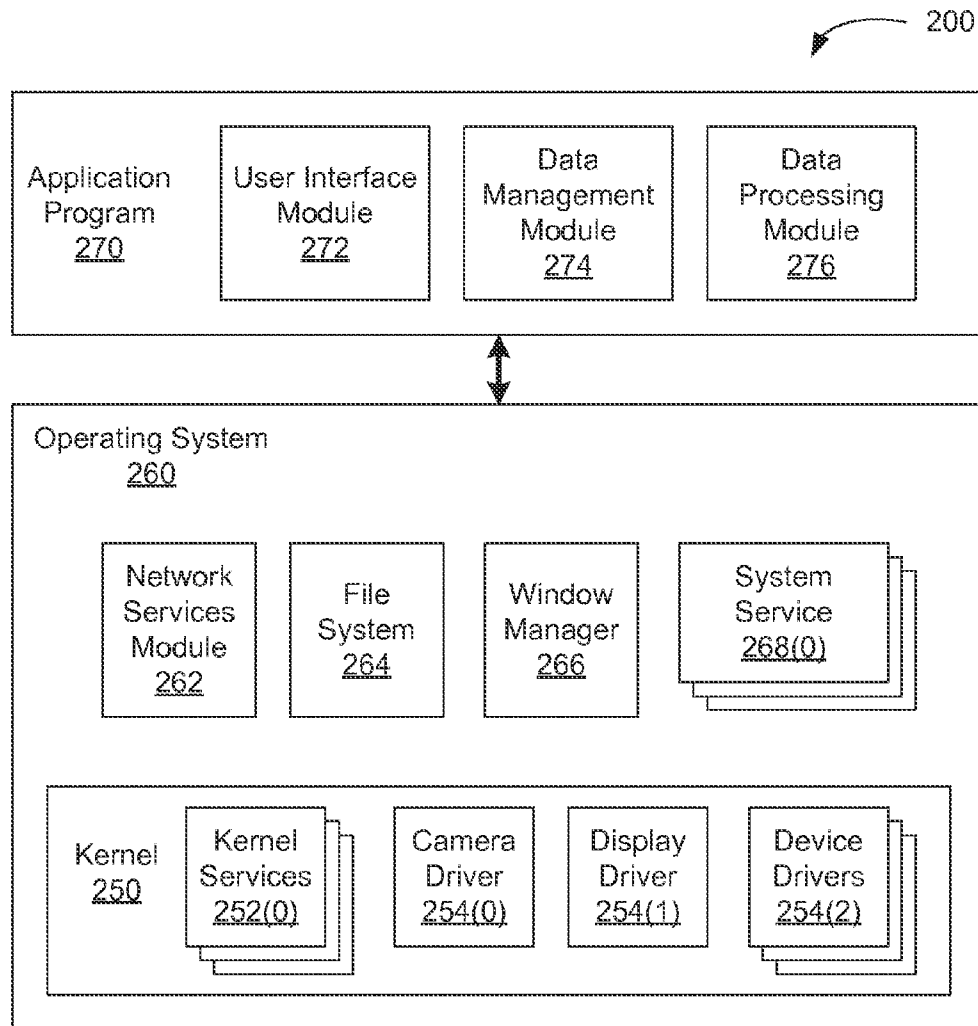 200
Application
Program
270
User Interface
Module
272
Data
Management
Module
274
Data
Processing
Module
276
Operating System
260
Network
Services
Module
262
File
System
264
Window
Manager
266
System
Service
268(0)
Kernel
250
Kernel
Services
252(0)
Camera
Driver
254(0)
Display
Driver
254(1)
Device
Drivers
254(2)